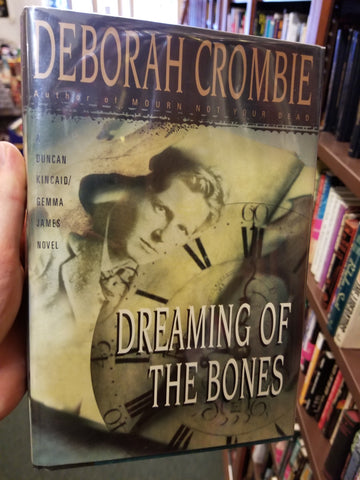 DEBORAH CROMBIE
Author of MOURN NOT YOUR DEAD
DUNCAN
KINCAID/
GEMMA
JAMES
NOVEL
DREAMING OF
THE BONES